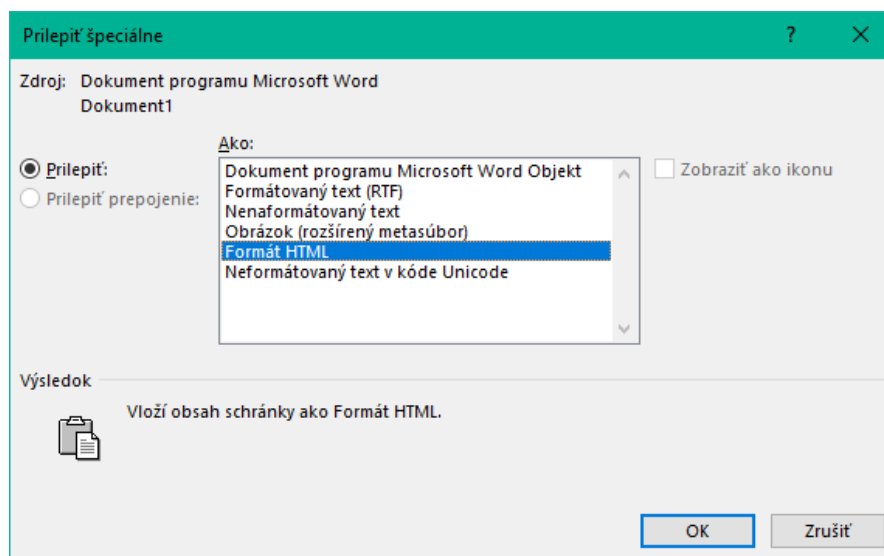 Prilepiť špeciálne ?
Zdroj: Dokument programu Microsoft Word
Dokument1
Ako:
Prilepiť:
Prilepiť prepojenie:
Dokument programu Microsoft Word Objekt
Formátovaný text (RTF)
Nenaformátovaný text
Obrázok (rozšírený metasúbor)
Formát HTML
Neformátovaný text v kóde Unicode
Zobraziť ako ikonu
Výsledok
Vloží obsah schránky ako Formát HTML.
OK Zrušiť